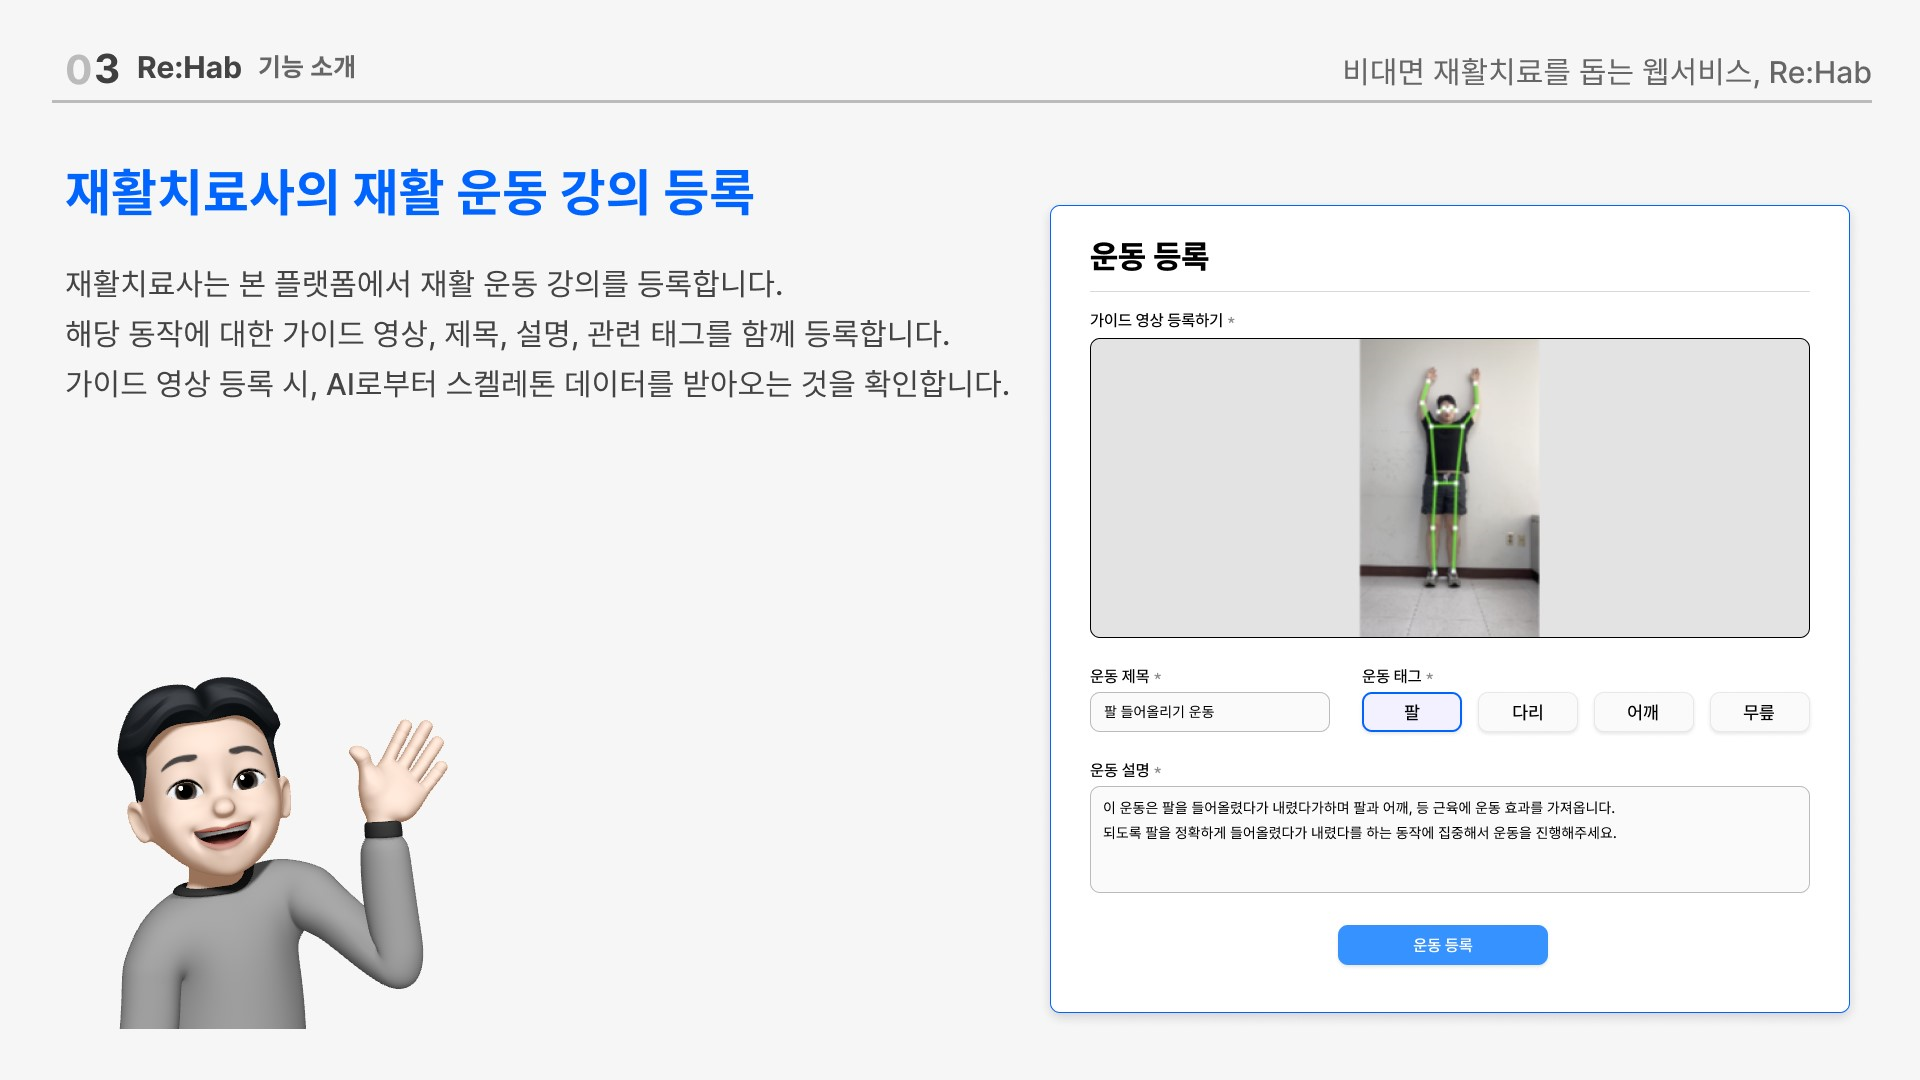 03 Re:Hab 기능 소개
비대면 재활치료를 돕는 웹서비스, Re:Hab
재활치료사의 재활 운동 강의 등록
재활치료사는 본 플랫폼에서 재활 운동 강의를 등록합니다.
해당 동작에 대한 가이드 영상, 제목, 설명, 관련 태그를 함께 등록합니다.
가이드 영상 등록 시, AI로부터 스켈레톤 데이터를 받아오는 것을 확인합니다.
운동 등록
가이드 영상 등록하기 *
운동 제목 *
팔 들어올리기 운동
운동 태그 *
팔 다리 어깨 무릎
운동 설명 *
이 운동은 팔을 들어올렸다가 내렸다가하며 팔과 어깨, 등 근육에 운동 효과를 가져옵니다.
되도록 팔을 정확하게 들어올렸다가 내렸다를 하는 동작에 집중해서 운동을 진행해주세요.
운동 등록